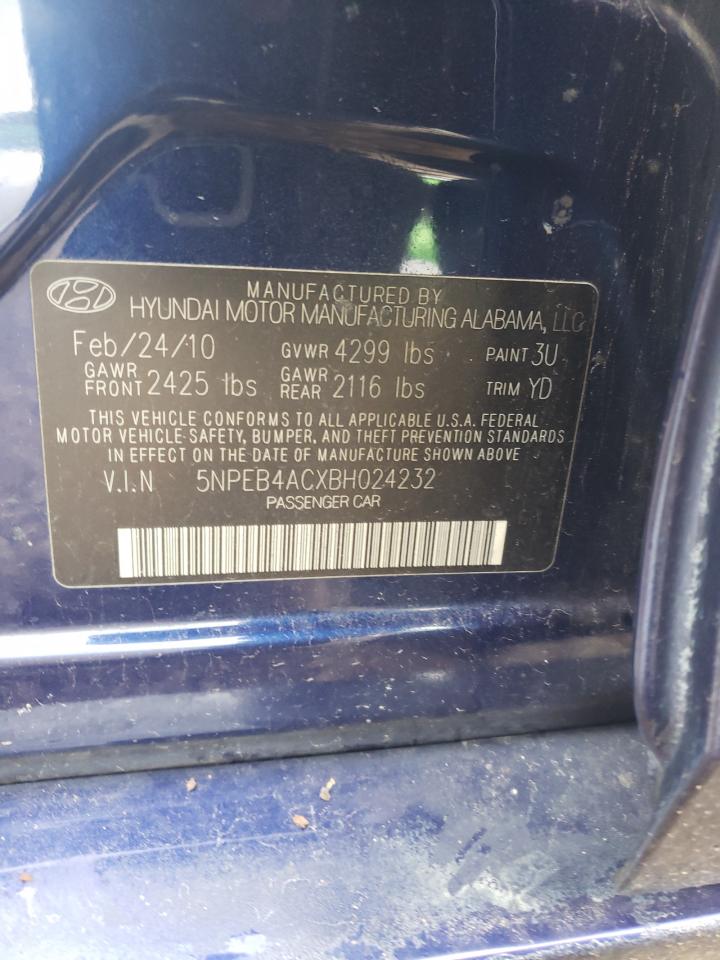 MANUFACTURED BY
HYUNDAI MOTOR MANUFACTURING ALABAMA, LLC
Feb/24/10 GVWR 4299 lbs PAINT 3U
GAWR FRONT 2425 lbs GAWR REAR 2116 lbs TRIM YD
THIS VEHICLE CONFORMS TO ALL APPLICABLE U.S.A. FEDERAL
MOTOR VEHICLE SAFETY, BUMPER, AND THEFT PREVENTION STANDARDS
IN EFFECT ON THE DATE OF MANUFACTURE SHOWN ABOVE
V.I.N 5NPEB4ACXBH024232
PASSENGER CAR